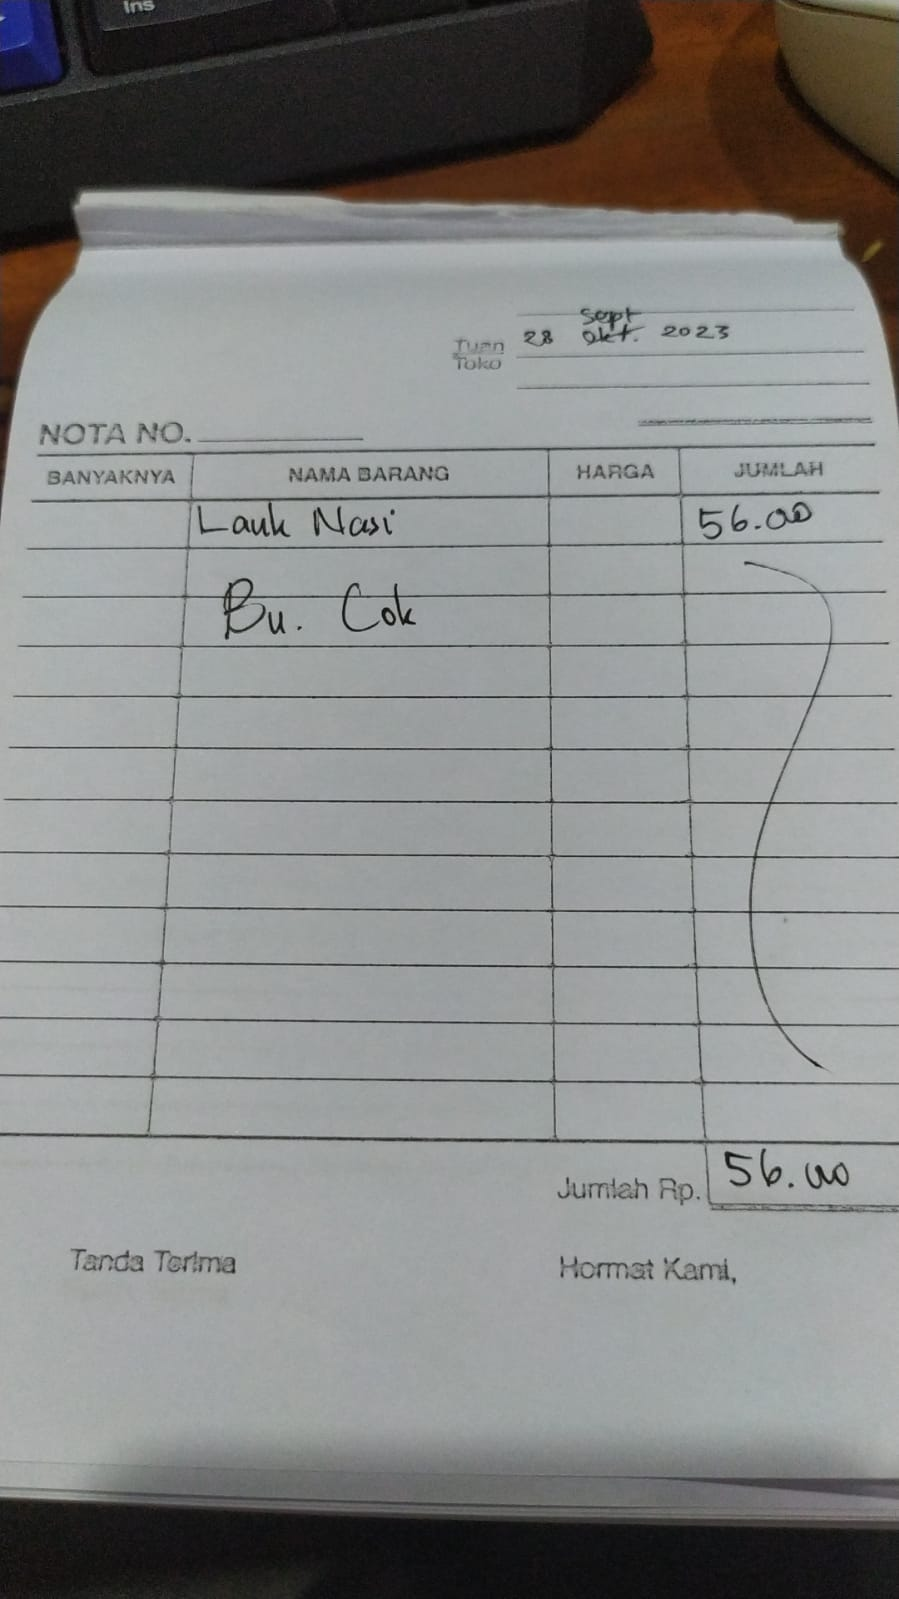 Ins
Sept
28 Okt. 2023
Tuan
Toko
NOTA NO.
BANYAKNYA NAMA BARANG HARGA JUMLAH
Lauk Nasi 56.00
Bu. Cok
Jumlah Rp. 56.00
Tanda Terima Hormat Kami,